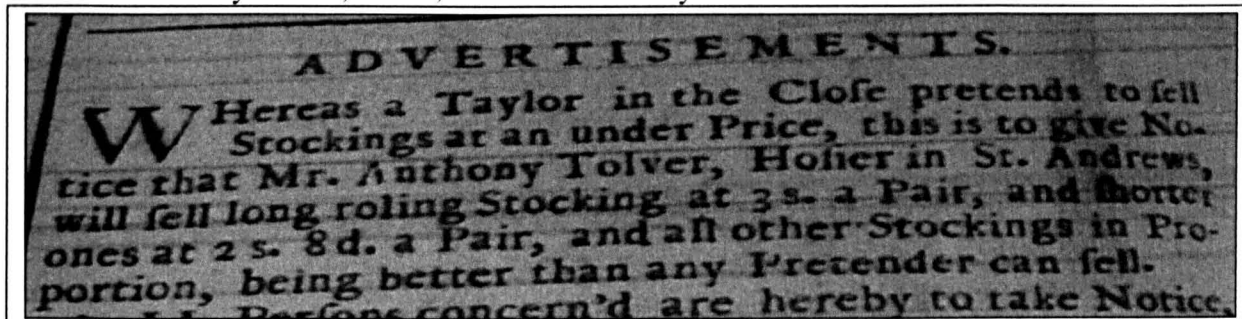 ADVERTISEMENTS.
WHereas a Taylor in the Cloſe pretends to ſell
Stockings at an under Price, this is to give No-
tice that Mr. Anthony Tolver, Hoſier in St. Andrews,
will ſell long roling Stocking at 3 s. a Pair, and ſhorter
ones at 2 s. 8 d. a Pair, and all other Stockings in Pro-
portion, being better than any Pretender can ſell.
Perſons concern'd are hereby to take Notice